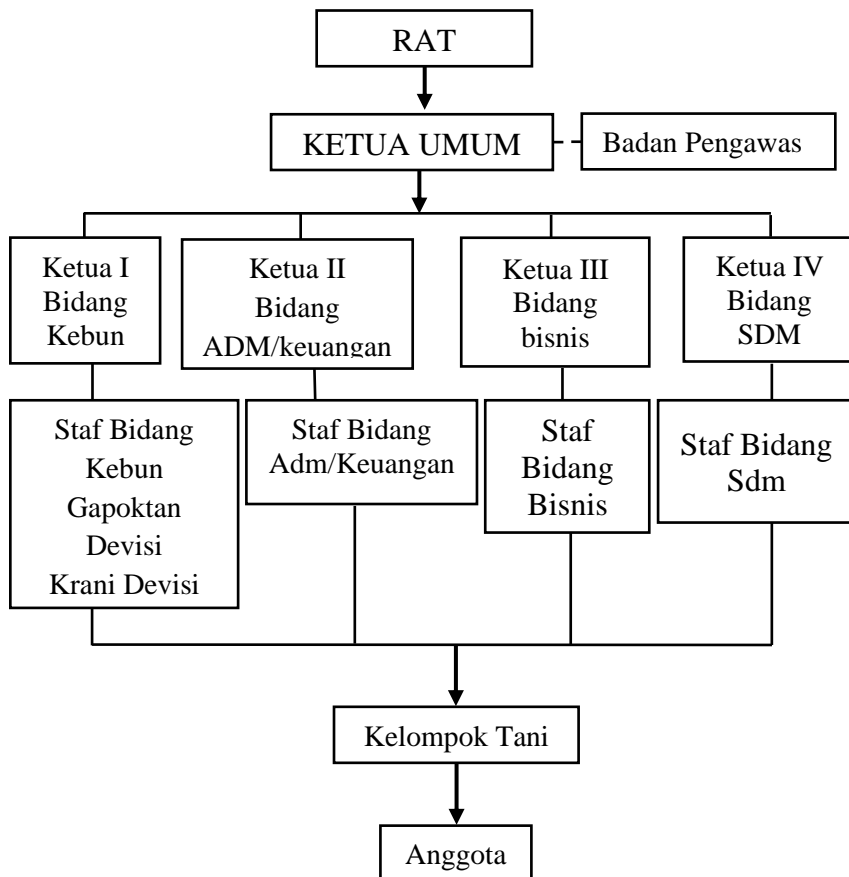 RAT
KETUA UMUM
Badan Pengawas
Ketua I
Bidang
Kebun
Ketua II
Bidang
ADM/keuangan
Ketua III
Bidang
bisnis
Ketua IV
Bidang
SDM
Staf Bidang
Kebun
Gapoktan
Devisi
Krani Devisi
Staf Bidang
Adm/Keuangan
Staf
Bidang
Bisnis
Staf Bidang
Sdm
Kelompok Tani
Anggota